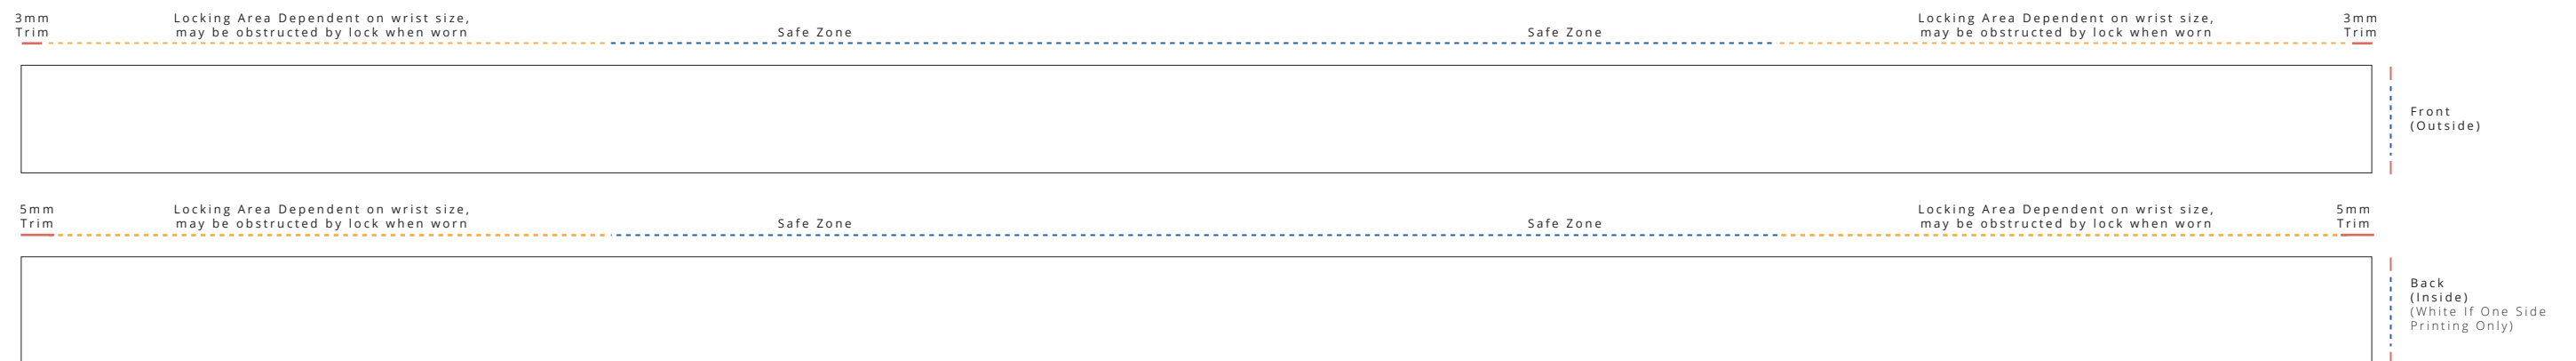 3mm
Trim
Locking Area Dependent on wrist size,
may be obstructed by lock when worn
Safe Zone
Safe Zone
Locking Area Dependent on wrist size,
may be obstructed by lock when worn
3mm
Trim
Front
(Outside)
5mm
Trim
Locking Area Dependent on wrist size,
may be obstructed by lock when worn
Safe Zone
Safe Zone
Locking Area Dependent on wrist size,
may be obstructed by lock when worn
5mm
Trim
Back
(Inside)
(White If One Side
Printing Only)